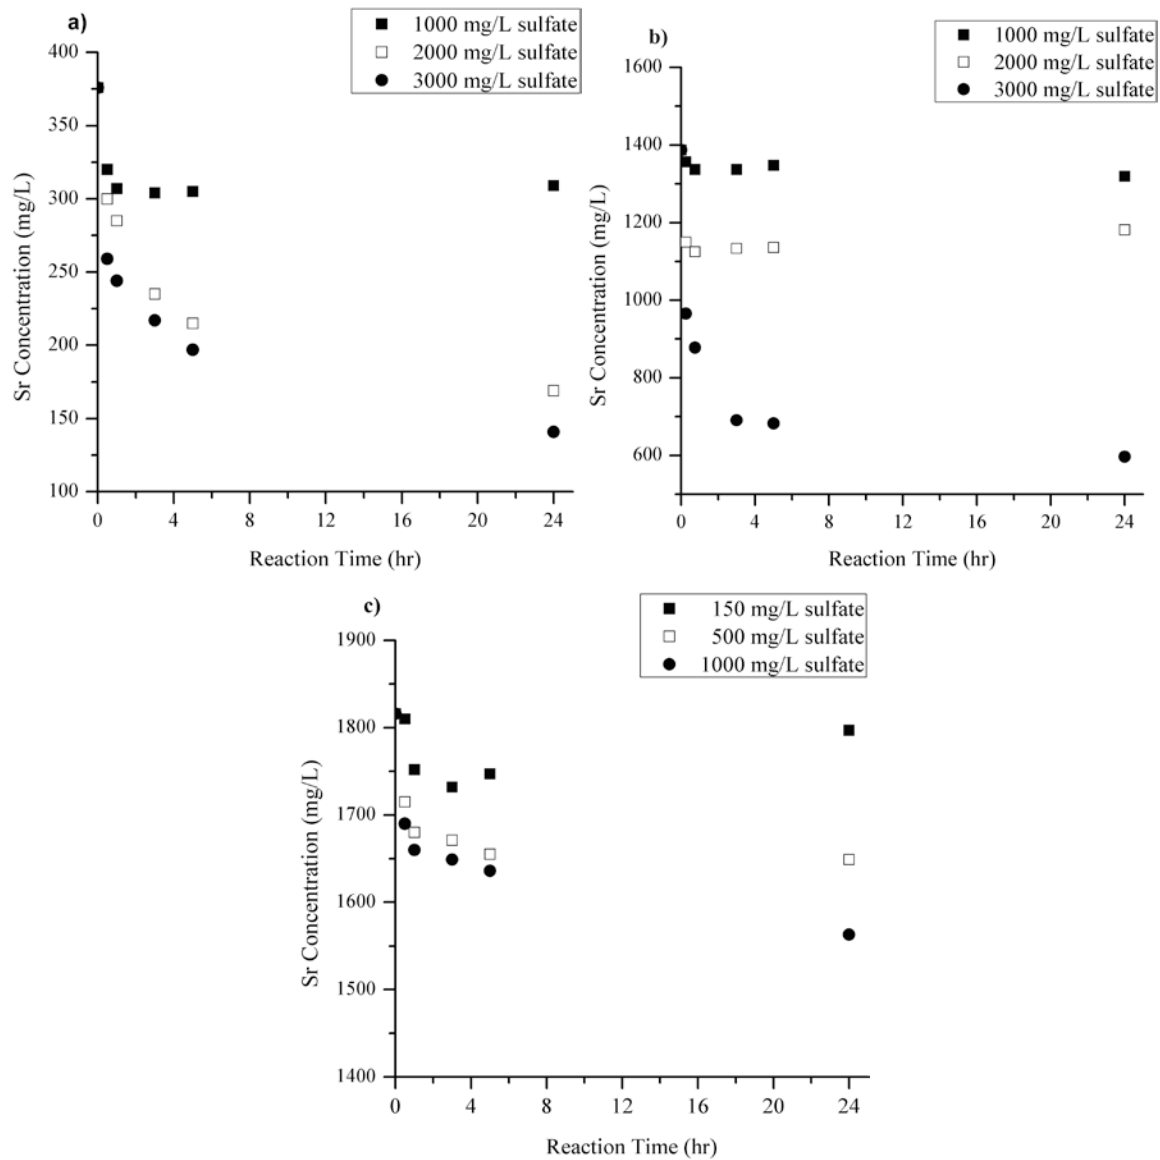 a)
1000 mg/L sulfate
2000 mg/L sulfate
3000 mg/L sulfate
400
350
300
250
200
150
100
Sr Concentration (mg/L)
0 4 8 12 16 20 24
Reaction Time (hr)
b)
1000 mg/L sulfate
2000 mg/L sulfate
3000 mg/L sulfate
1600
1400
1200
1000
800
600
Sr Concentration (mg/L)
0 4 8 12 16 20 24
Reaction Time (hr)
c)
150 mg/L sulfate
500 mg/L sulfate
1000 mg/L sulfate
1900
1800
1700
1600
1500
1400
Sr Concentration (mg/L)
0 4 8 12 16 20 24
Reaction Time (hr)